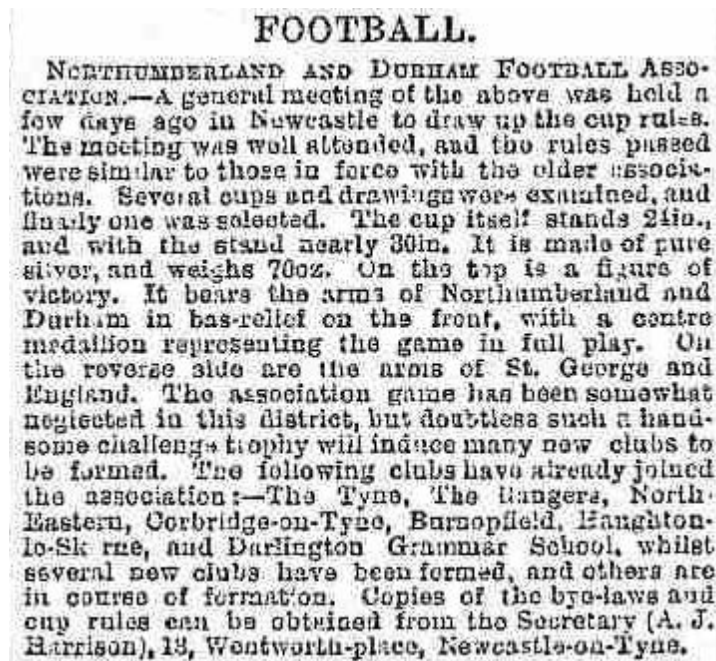 FOOTBALL.
NORTHUMBERLAND AND DURHAM FOOTBALL ASSO-
CIATION.—A general meeting of the above was held a
few days ago in Newcastle to draw up the cup rules.
The meeting was well attended, and the rules passed
were similar to those in force with the older associa-
tions. Several cups and drawings were examined, and
finally one was selected. The cup itself stands 24in.,
and with the stand nearly 36in. It is made of pure
silver, and weighs 70oz. On the top is a figure of
victory. It bears the arms of Northumberland and
Durham in bas-relief on the front, with a centre
medallion representing the game in full play. On
the reverse side are the arms of St. George and
England. The association game has been somewhat
neglected in this district, but doubtless such a hand-
some challenge trophy will induce many new clubs to
be formed. The following clubs have already joined
the association:—The Tyne, The Rangers, North-
Eastern, Corbridge-on-Tyne, Burnopfield, Haughton-
le-Sk rne, and Darlington Grammar School, whilst
several new clubs have been formed, and others are
in course of formation. Copies of the bye-laws and
cup rules can be obtained from the Secretary (A. J.
Harrison), 13, Wentworth-place, Newcastle-on-Tyne.